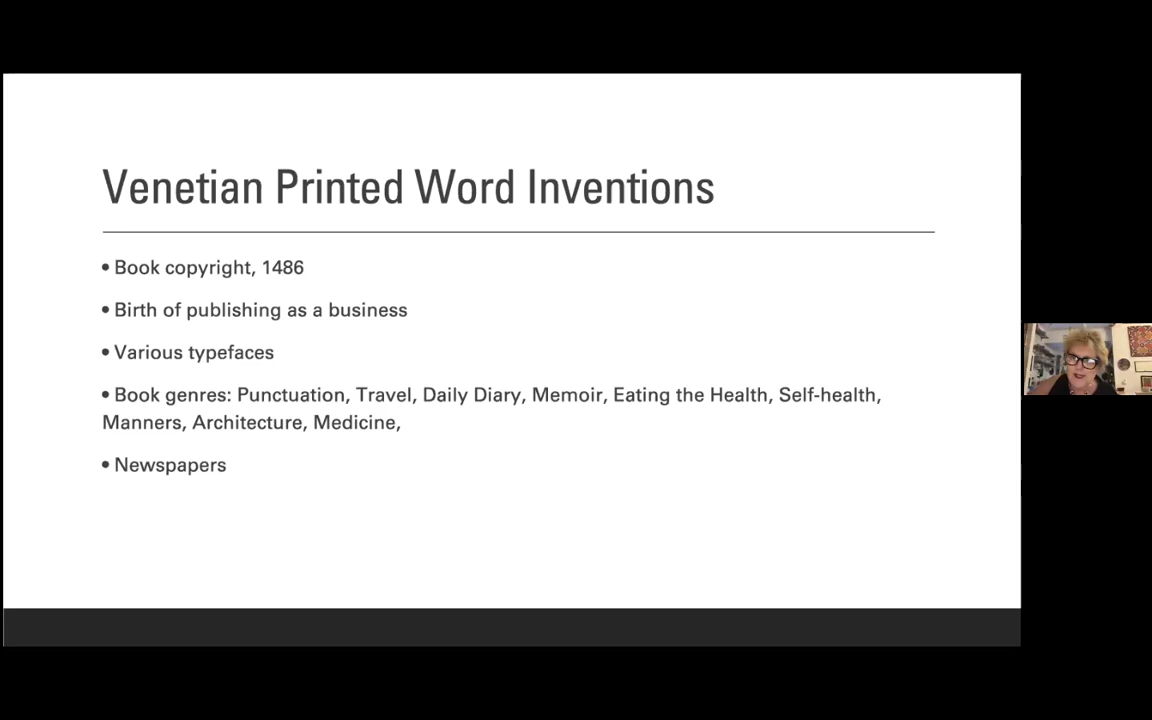 Venetian Printed Word Inventions
• Book copyright, 1486
• Birth of publishing as a business
• Various typefaces
• Book genres: Punctuation, Travel, Daily Diary, Memoir, Eating the Health, Self-health,
Manners, Architecture, Medicine,
• Newspapers